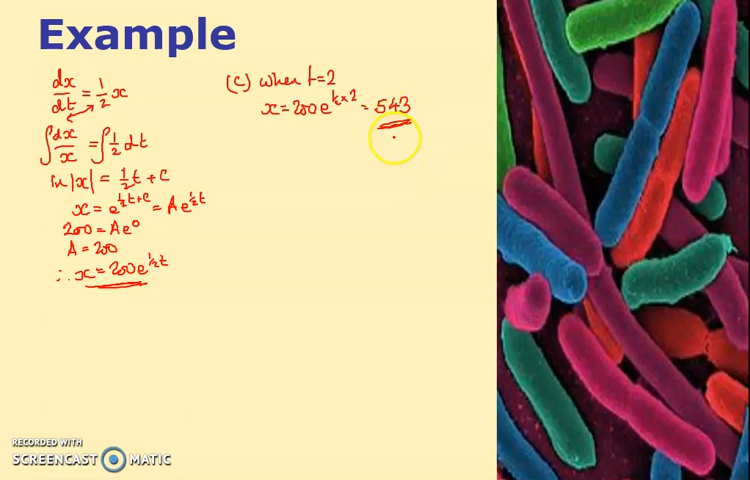 Example
dx/dt = 1/2 x
∫ dx/x = ∫ 1/2 dt
ln|x| = 1/2 t + c
x = e^(1/2 t + c) = A e^(1/2 t)
200 = Ae^0
A = 200
∴ x = 200e^(1/2 t)
(c) when t=2
x = 200 e^(1/2 × 2) = 543
RECORDED WITH
SCREENCAST MATIC